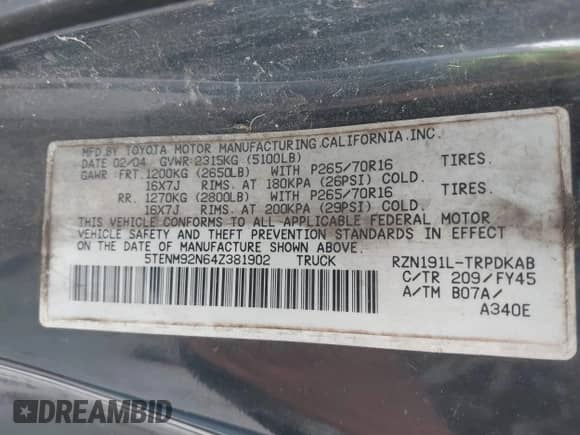 MFD.BY TOYOTA MOTOR MANUFACTURING,CALIFORNIA,INC.
DATE 02/04 GVWR 2315KG (5100LB)
GAWR FRT.1200KG (2650LB) WITH P265/70R16 TIRES.
16X7J RIMS. AT 180KPA (26PSI) COLD.
RR. 1270KG (2800LB) WITH P265/70R16 TIRES.
16X7J RIMS. AT 200KPA (29PSI) COLD.
THIS VEHICLE CONFORMS TO ALL APPLICABLE FEDERAL MOTOR
VEHICLE SAFETY AND THEFT PREVENTION STANDARDS IN EFFECT
ON THE DATE OF MANUFACTURE SHOWN ABOVE.
5TENM92N64Z381902 TRUCK RZN191L-TRPDKAB
C/TR 209/FY45
A/TM B07A/
A340E
DREAMBID